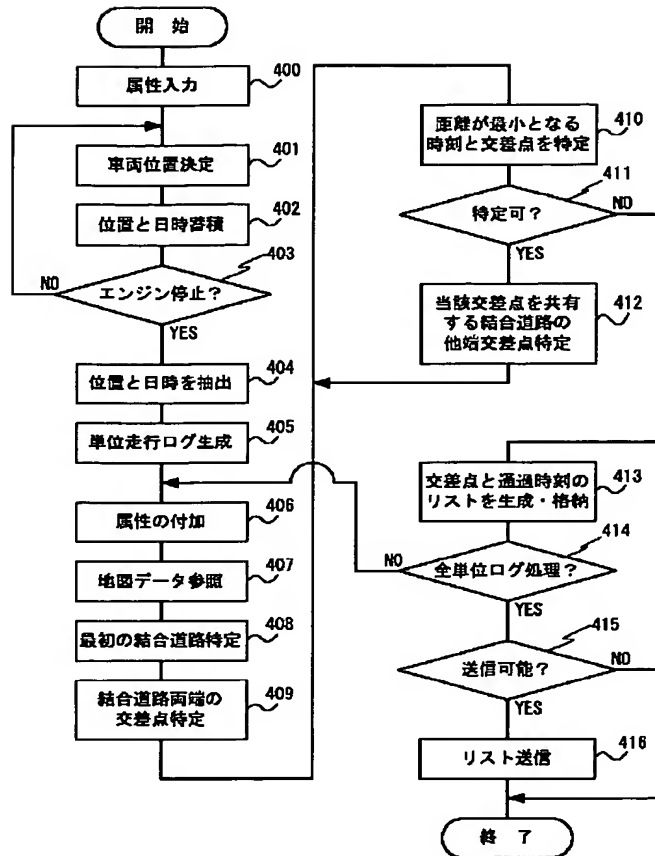 開 始
属性入力
400
車両位置決定
401
位置と日時蓄積
402
403
NO
エンジン停止？
YES
位置と日時を抽出
404
単位走行ログ生成
405
属性の付加
406
地図データ参照
407
最初の結合道路特定
408
結合道路両端の
交差点特定
409
距離が最小となる
時刻と交差点を特定
410
411
特定可？
NO
YES
当該交差点を共有
する結合道路の
他端交差点特定
412
交差点と通過時刻の
リストを生成・格納
413
414
NO
全単位ログ処理？
YES
415
送信可能？
NO
YES
リスト送信
416
終 了